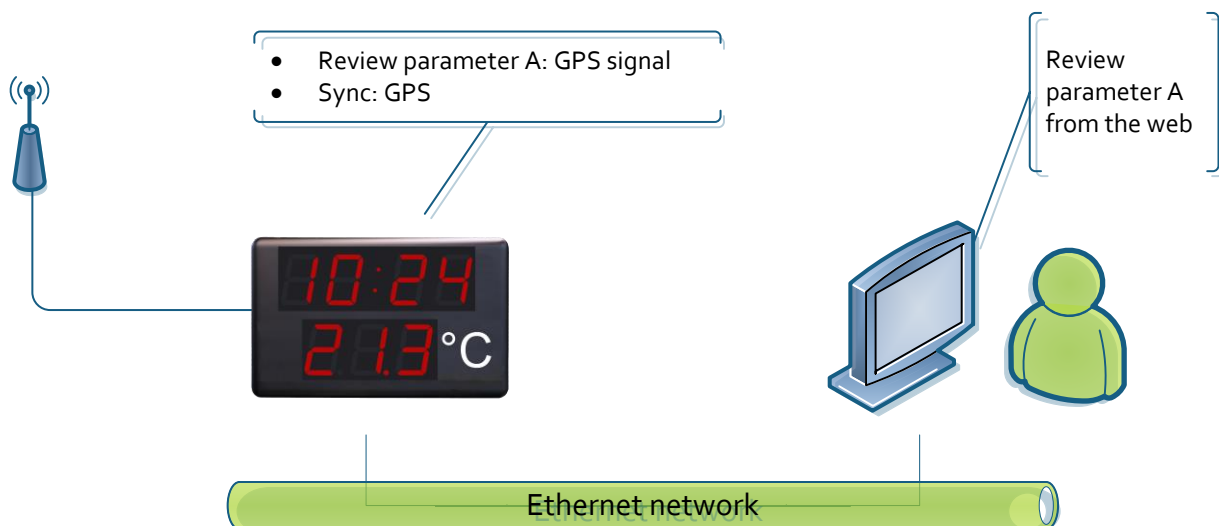 • Review parameter A: GPS signal
• Sync: GPS
Review
parameter A
from the web
10:24
21.3 °C
Ethernet network